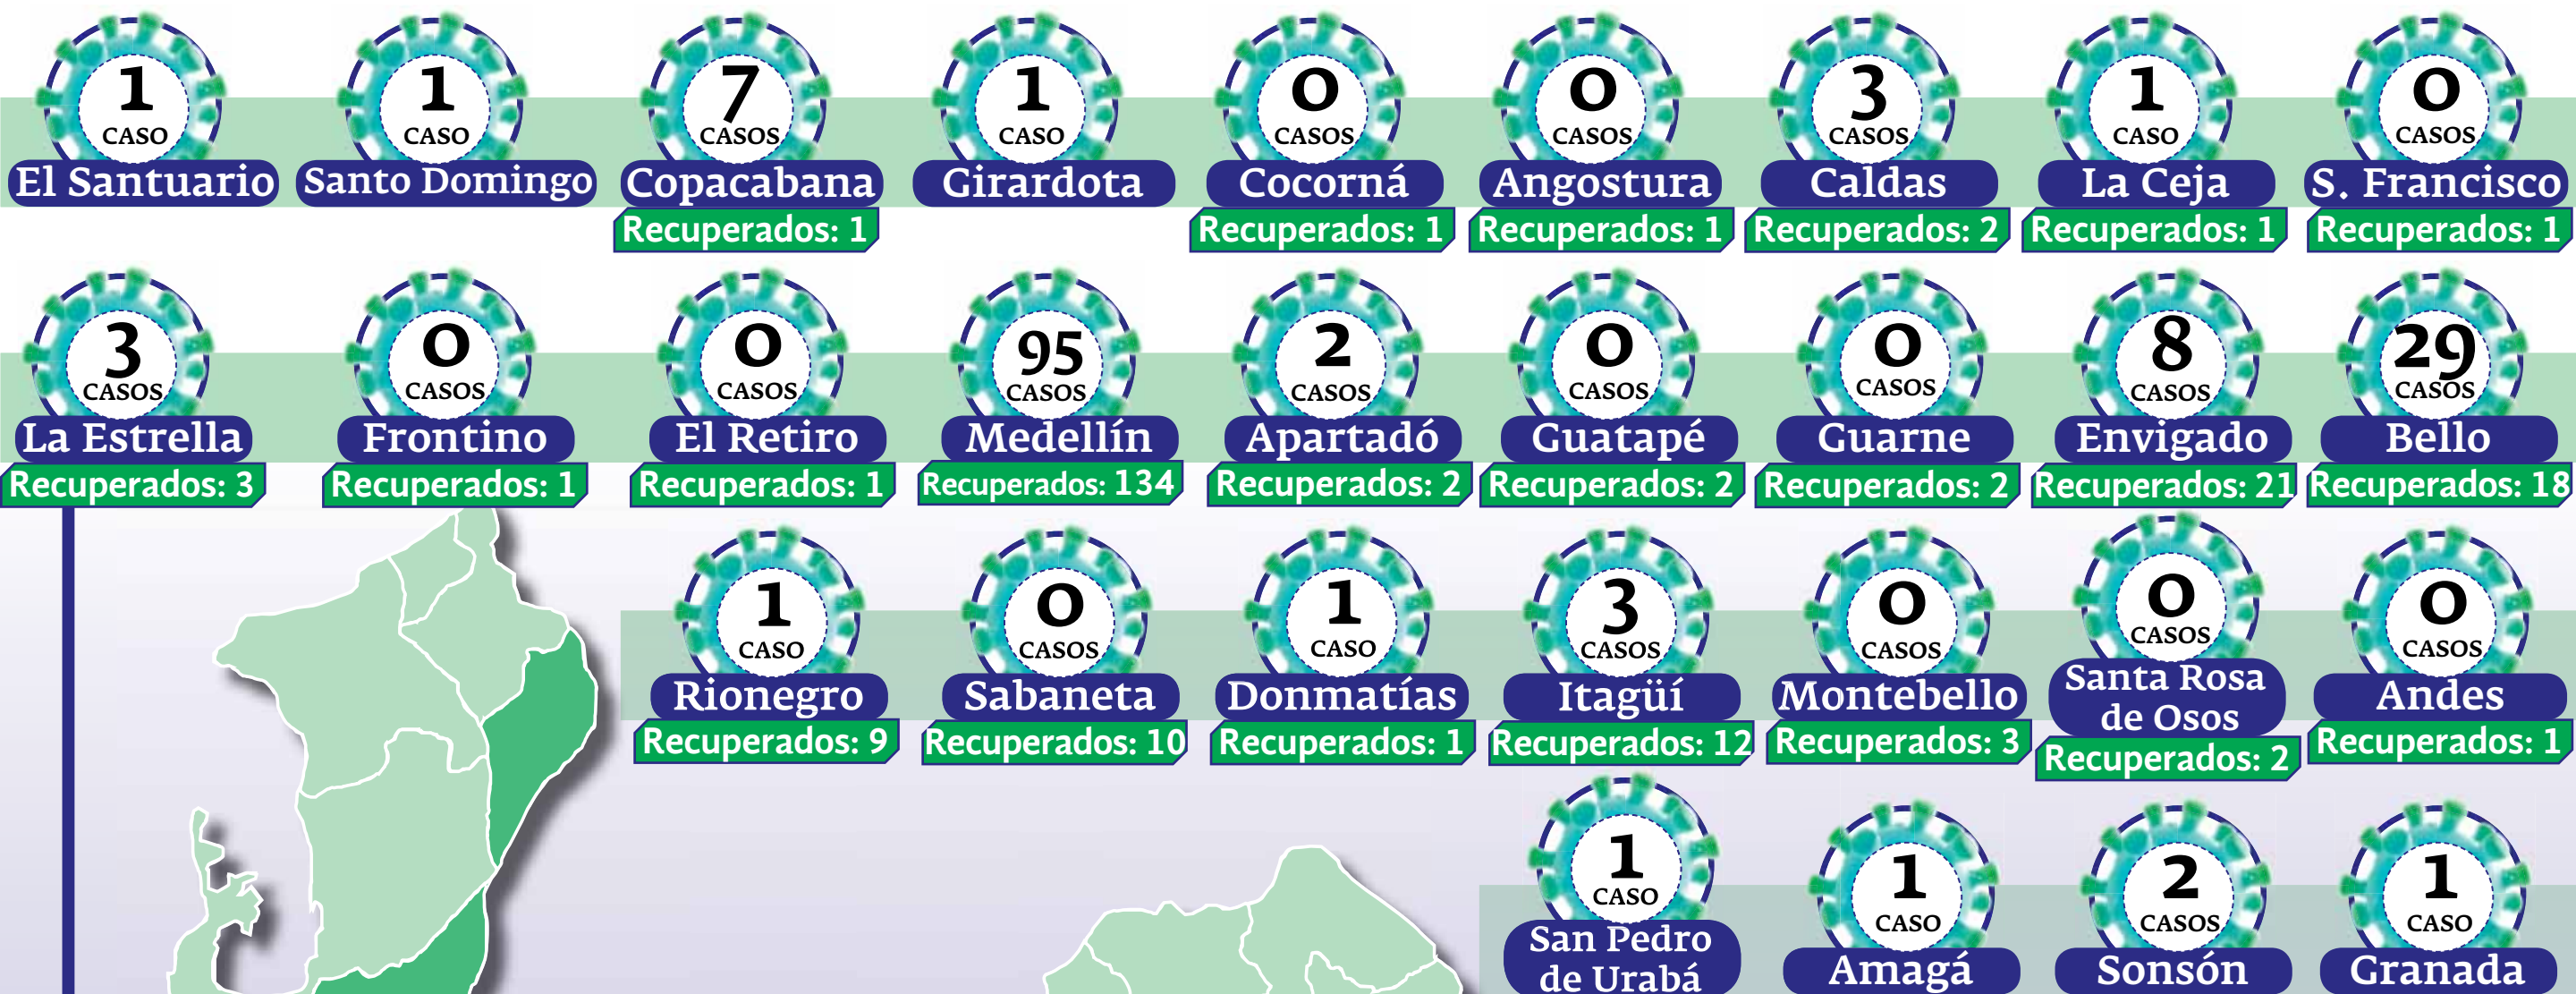 1
CASO
El Santuario
1
CASO
Santo Domingo
7
CASOS
Copacabana
Recuperados: 1
1
CASO
Girardota
0
CASOS
Cocorná
Recuperados: 1
0
CASOS
Angostura
Recuperados: 1
3
CASOS
Caldas
Recuperados: 2
1
CASO
La Ceja
Recuperados: 1
0
CASOS
S. Francisco
Recuperados: 1
3
CASOS
La Estrella
Recuperados: 3
0
CASOS
Frontino
Recuperados: 1
0
CASOS
El Retiro
Recuperados: 1
95
CASOS
Medellín
Recuperados: 134
2
CASOS
Apartadó
Recuperados: 2
0
CASOS
Guatapé
Recuperados: 2
0
CASOS
Guarne
Recuperados: 2
8
CASOS
Envigado
Recuperados: 21
29
CASOS
Bello
Recuperados: 18
1
CASO
Rionegro
Recuperados: 9
0
CASOS
Sabaneta
Recuperados: 10
1
CASO
Donmatías
Recuperados: 1
3
CASOS
Itagüí
Recuperados: 12
0
CASOS
Montebello
Recuperados: 3
0
CASOS
Santa Rosa
de Osos
Recuperados: 2
0
CASOS
Andes
Recuperados: 1
1
CASO
San Pedro
de Urabá
1
CASO
Amagá
2
CASOS
Sonsón
1
CASO
Granada